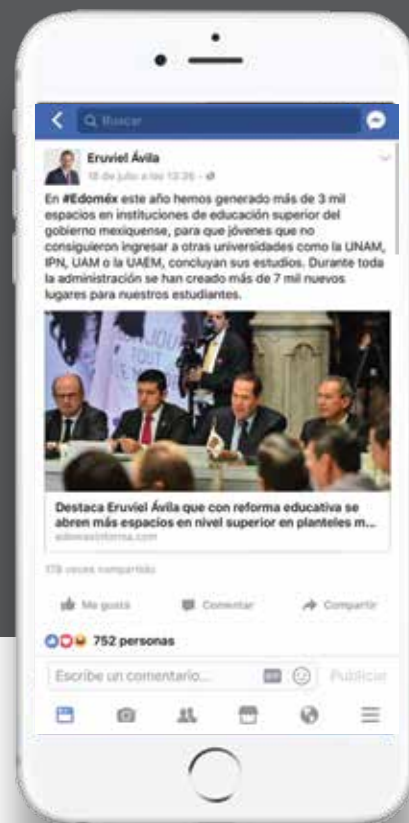 Buscar
Eruviel Ávila
18 de julio a las 13:36
En #Edoméx este año hemos generado más de 3 mil
espacios en instituciones de educación superior del
gobierno mexiquense, para que jóvenes que no
consiguieron ingresar a otras universidades como la UNAM,
IPN, UAM o la UAEM, concluyan sus estudios. Durante toda
la administración se han creado más de 7 mil nuevos
lugares para nuestros estudiantes.
TOUT
Destaca Eruviel Ávila que con reforma educativa se
abren más espacios en nivel superior en planteles m...
edomexinforma.com
178 veces compartido
Me gusta
Comentar
Compartir
752 personas
Escribe un comentario...
Publicar